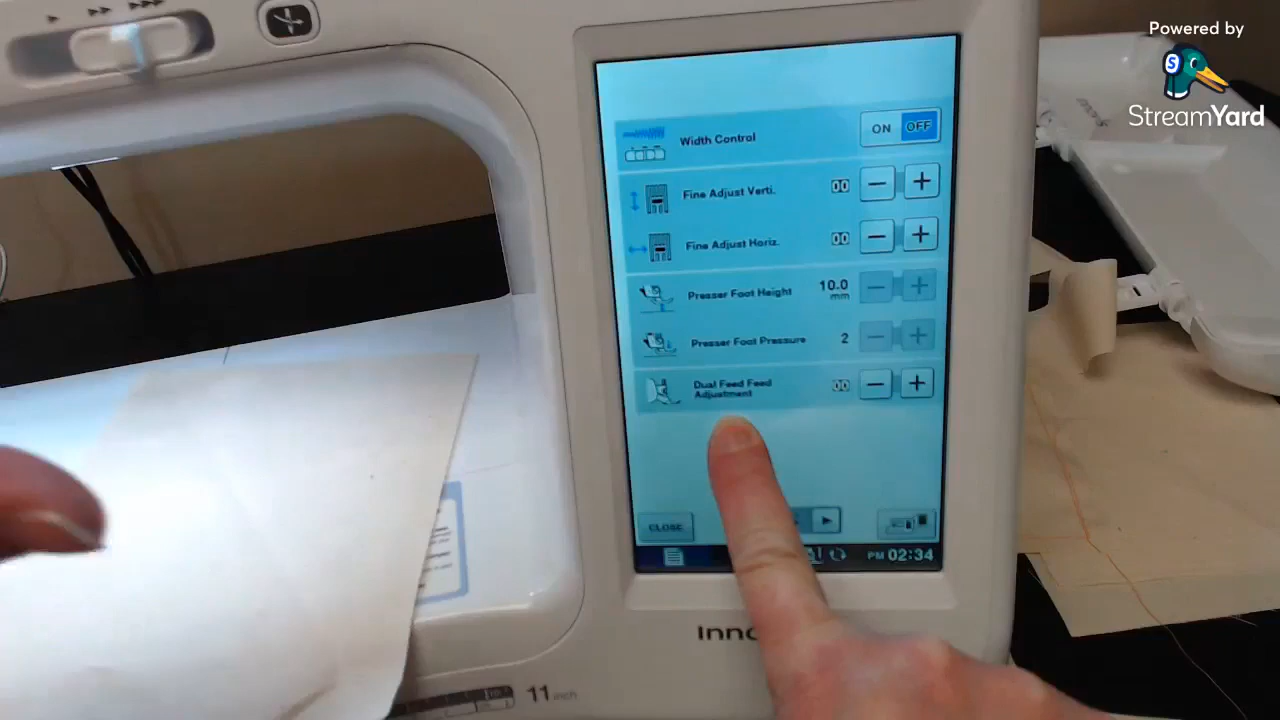 Powered by
StreamYard
Width Control
ON OFF
Fine Adjust Verti. 00 − +
Fine Adjust Horiz. 00 − +
Presser Foot Height 10.0 mm − +
Presser Foot Pressure 2 − +
Dual Feed Feed
Adjustment 00 − +
CLOSE
PM 02:34
Inno
11 inch